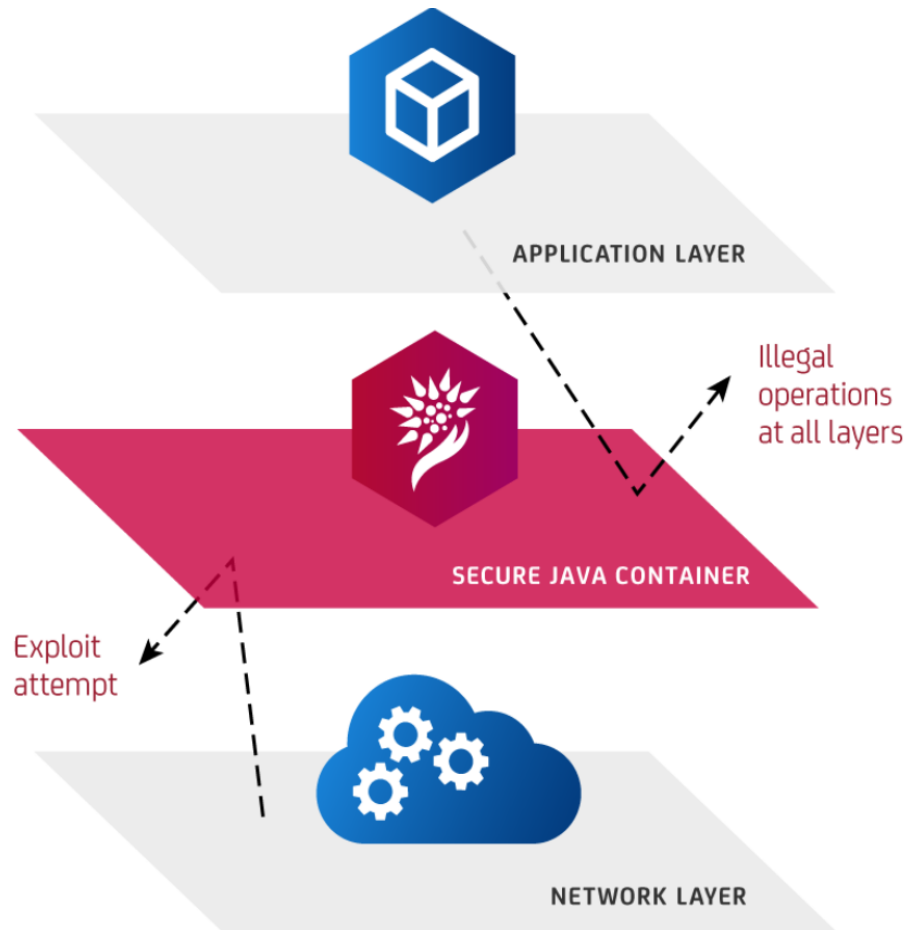 APPLICATION LAYER
Illegal
operations
at all layers
SECURE JAVA CONTAINER
Exploit
attempt
NETWORK LAYER